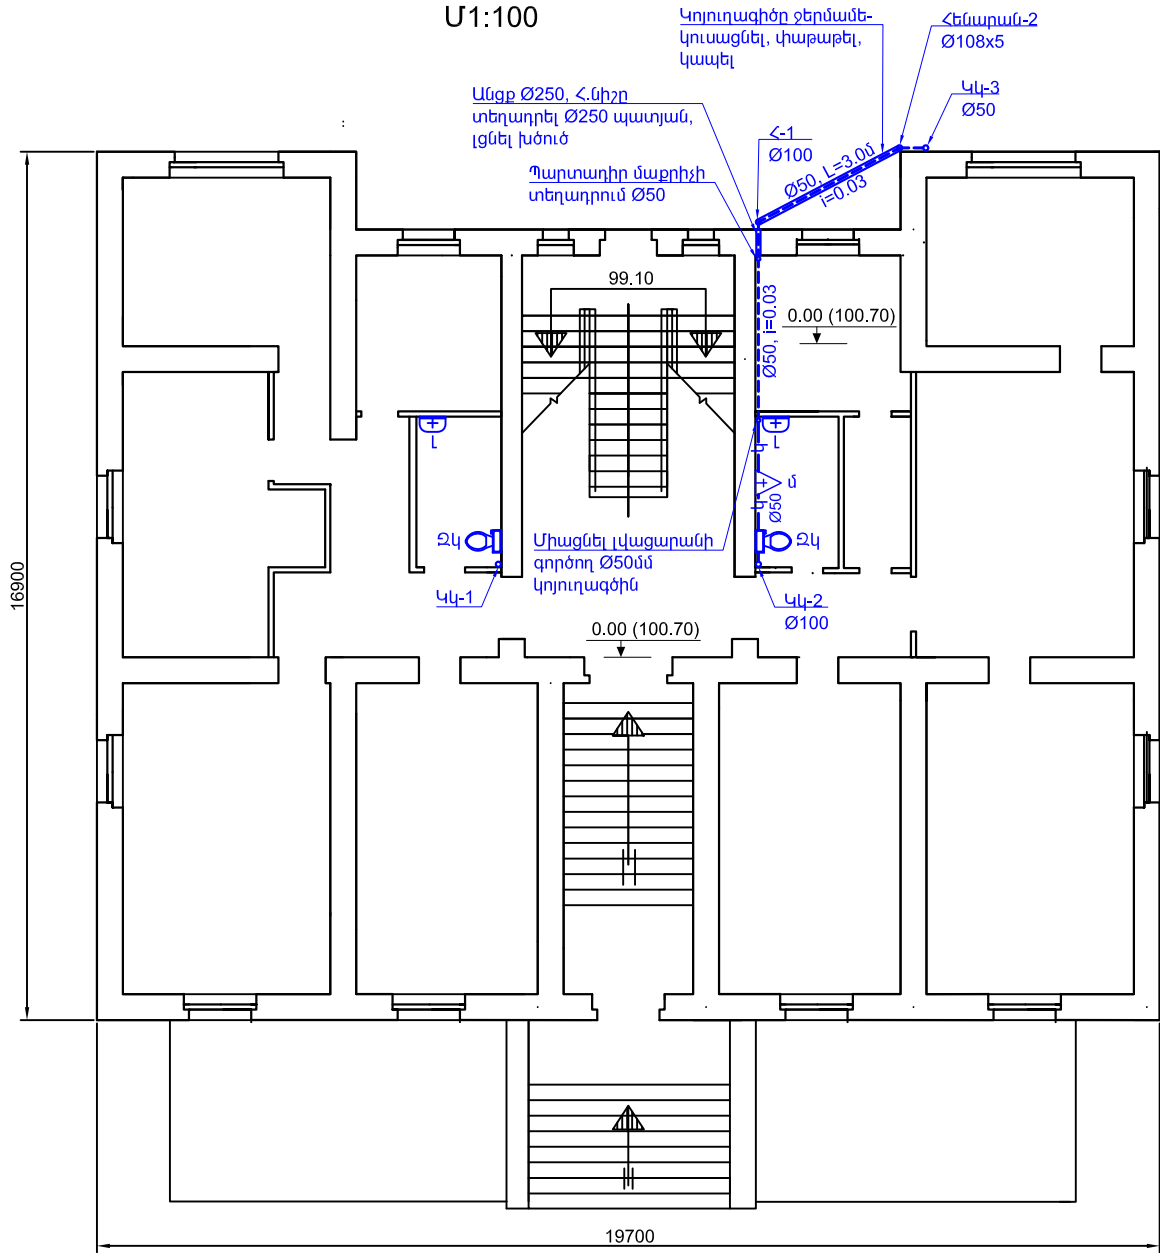 Մ1:100
Կոյուղագիծը ջերմամե-
կուսացնել, փաթաթել,
կապել
Հենարան-2
Ø108x5
Կկ-3
Ø50
Անցք Ø250, Հ.նիշը
տեղադրել Ø250 պատյան,
լցնել խծուծ
Հ-1
Ø100
Պարտադիր մաքրիչի
տեղադրում Ø50
Ø50, L=3.0մ
i=0.03
99.10
Ø50, i=0.03
0.00 (100.70)
Լ
Լ
կ
կ
մ
Ø50
Զկ
Զկ
Միացնել լվացարանի
գործող Ø50մմ
կոյուղագծին
Կկ-1
Կկ-2
Ø100
0.00 (100.70)
16900
19700